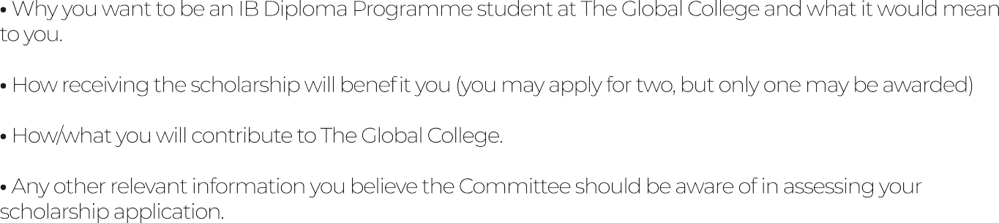 • Why you want to be an IB Diploma Programme student at The Global College and what it would mean
to you.
• How receiving the scholarship will benefit you (you may apply for two, but only one may be awarded)
• How/what you will contribute to The Global College.
• Any other relevant information you believe the Committee should be aware of in assessing your
scholarship application.